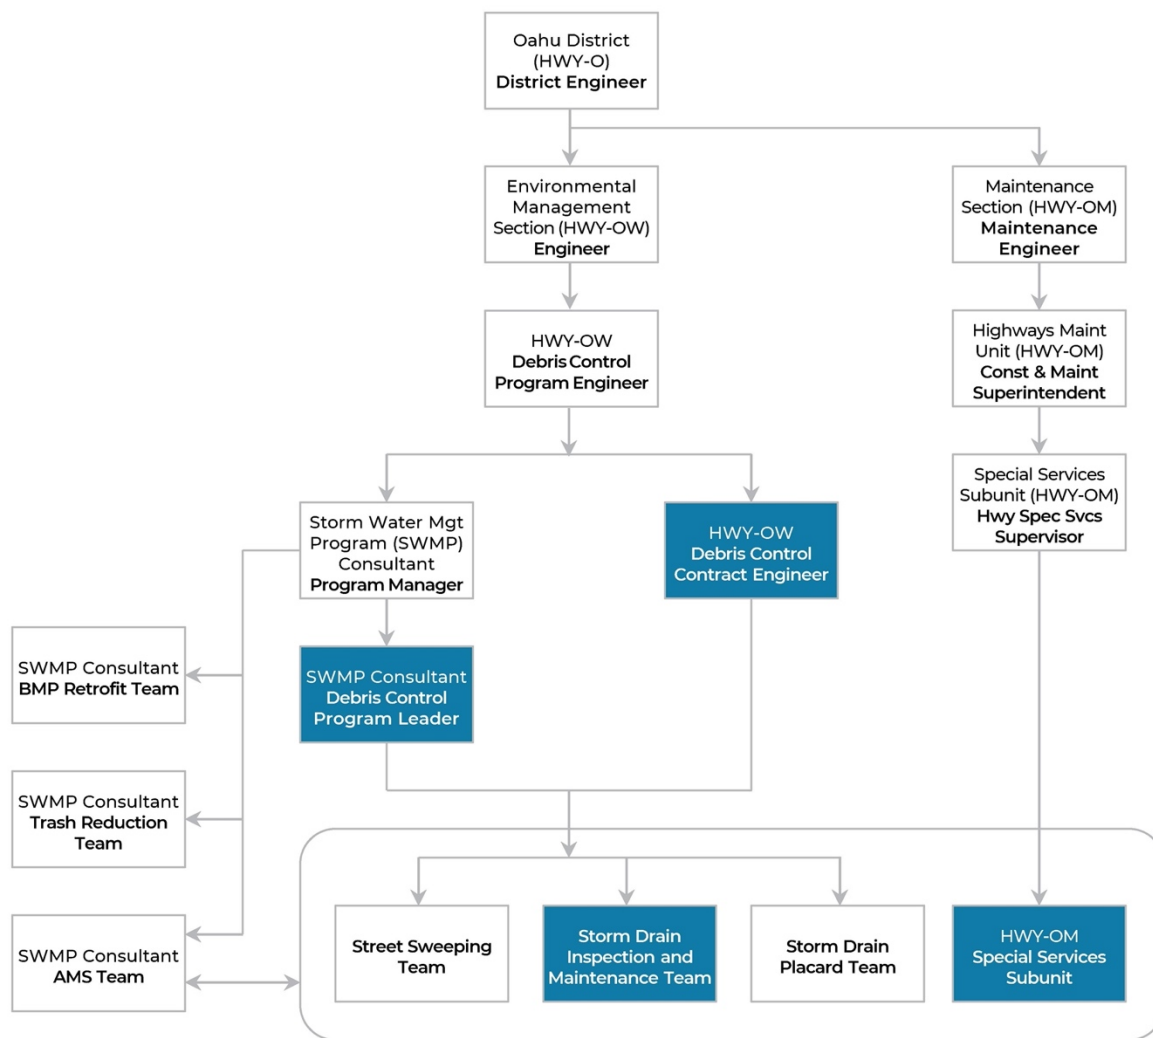 Oahu District
(HWY-O)
District Engineer
Environmental
Management
Section (HWY-OW)
Engineer
Maintenance
Section (HWY-OM)
Maintenance
Engineer
HWY-OW
Debris Control
Program Engineer
Highways Maint
Unit (HWY-OM)
Const & Maint
Superintendent
Storm Water Mgt
Program (SWMP)
Consultant
Program Manager
HWY-OW
Debris Control
Contract Engineer
Special Services
Subunit (HWY-OM)
Hwy Spec Svcs
Supervisor
SWMP Consultant
BMP Retrofit Team
SWMP Consultant
Debris Control
Program Leader
SWMP Consultant
Trash Reduction
Team
SWMP Consultant
AMS Team
Street Sweeping
Team
Storm Drain
Inspection and
Maintenance Team
Storm Drain
Placard Team
HWY-OM
Special Services
Subunit